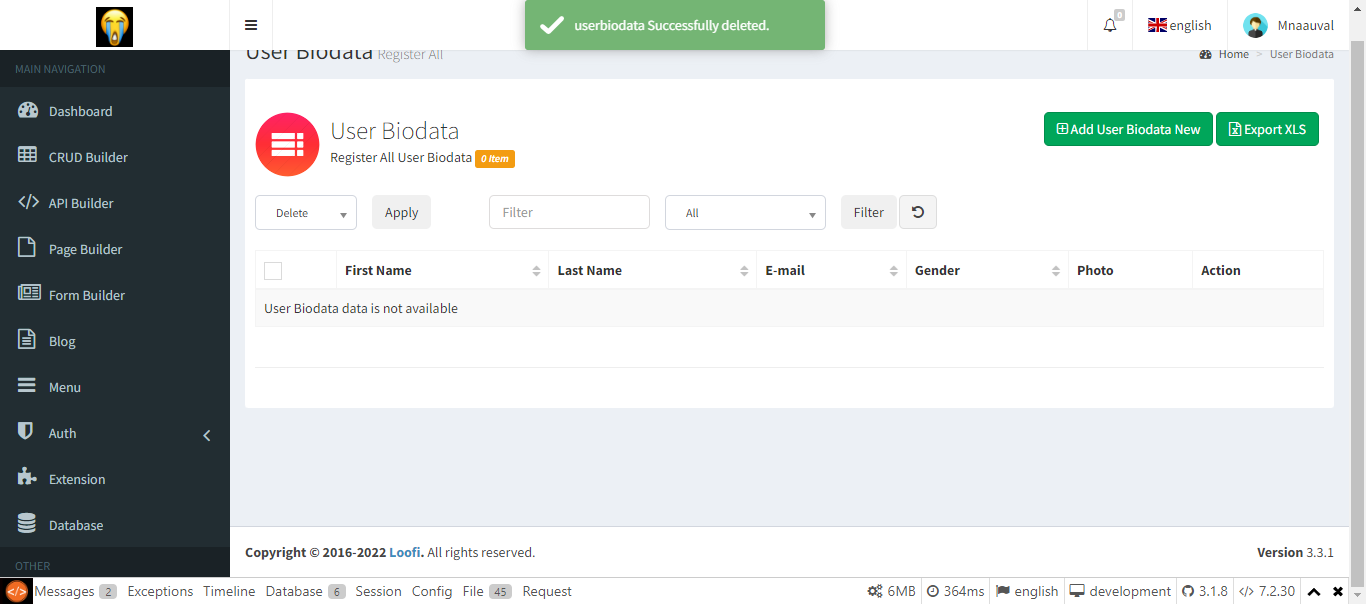 userbiodata Successfully deleted.
0
english
Mnaauval
MAIN NAVIGATION
User Biodata Register All
Home > User Biodata
Dashboard
CRUD Builder
API Builder
Page Builder
Form Builder
Blog
Menu
Auth
Extension
Database
OTHER
User Biodata
Register All User Biodata 0 Item
Add User Biodata New
Export XLS
Delete
Apply
Filter
All
Filter
First Name
Last Name
E-mail
Gender
Photo
Action
User Biodata data is not available
Copyright © 2016-2022 Loofi. All rights reserved.
Version 3.3.1
Messages 2 Exceptions Timeline Database 6 Session Config File 45 Request
6MB 364ms english development 3.1.8 7.2.30